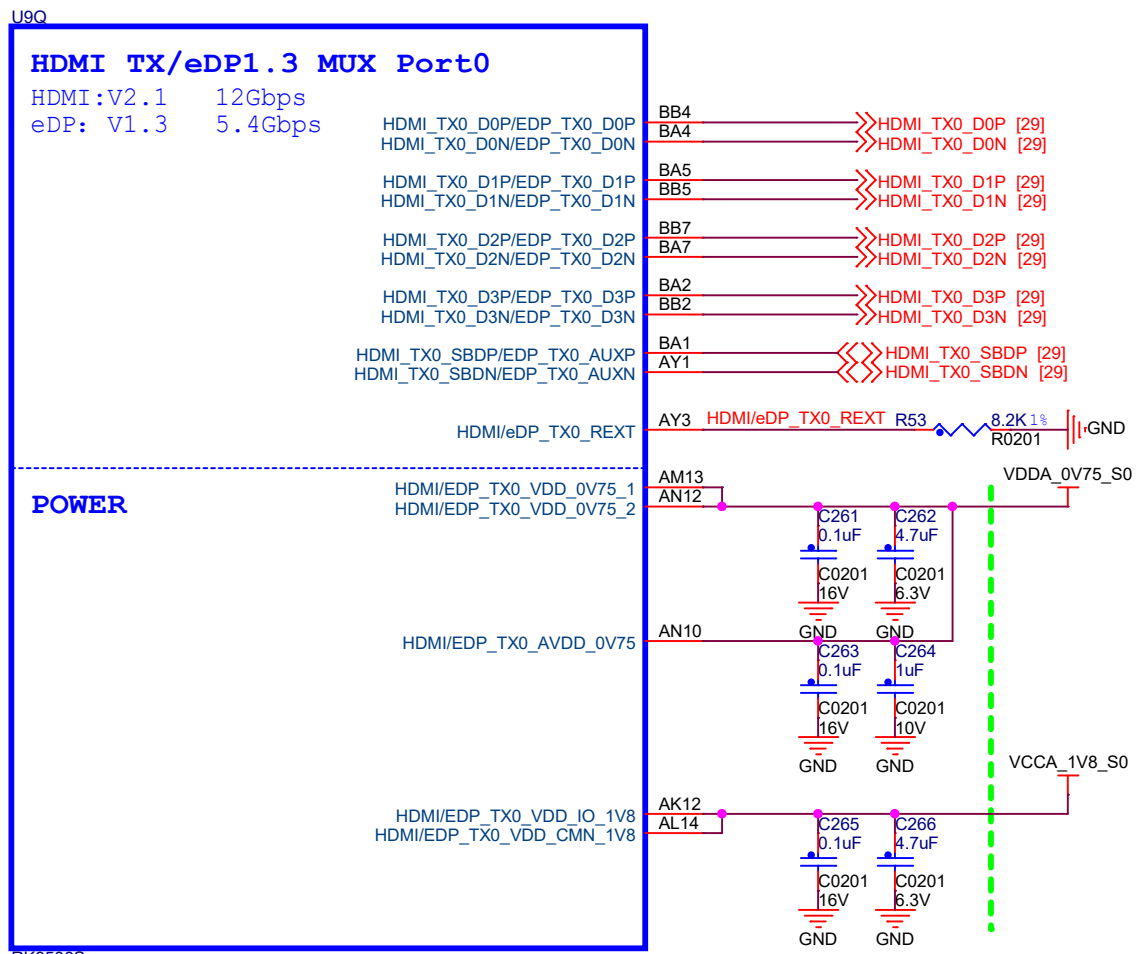 U9Q
HDMI TX/eDP1.3 MUX Port0
HDMI:V2.1 12Gbps
eDP: V1.3 5.4Gbps
HDMI_TX0_D0P/EDP_TX0_D0P BB4 HDMI_TX0_D0P [29]
HDMI_TX0_D0N/EDP_TX0_D0N BA4 HDMI_TX0_D0N [29]
HDMI_TX0_D1P/EDP_TX0_D1P BA5 HDMI_TX0_D1P [29]
HDMI_TX0_D1N/EDP_TX0_D1N BB5 HDMI_TX0_D1N [29]
HDMI_TX0_D2P/EDP_TX0_D2P BB7 HDMI_TX0_D2P [29]
HDMI_TX0_D2N/EDP_TX0_D2N BA7 HDMI_TX0_D2N [29]
HDMI_TX0_D3P/EDP_TX0_D3P BA2 HDMI_TX0_D3P [29]
HDMI_TX0_D3N/EDP_TX0_D3N BB2 HDMI_TX0_D3N [29]
HDMI_TX0_SBDP/EDP_TX0_AUXP BA1 HDMI_TX0_SBDP [29]
HDMI_TX0_SBDN/EDP_TX0_AUXN AY1 HDMI_TX0_SBDN [29]
HDMI/eDP_TX0_REXT AY3 HDMI/eDP_TX0_REXT R53 8.2K 1% GND
R0201
POWER
HDMI/EDP_TX0_VDD_0V75_1 AM13 VDDA_0V75_S0
HDMI/EDP_TX0_VDD_0V75_2 AN12
C261 C262
0.1uF 4.7uF
C0201 C0201
16V 6.3V
GND GND
HDMI/EDP_TX0_AVDD_0V75 AN10
C263 C264
0.1uF 1uF
C0201 C0201
16V 10V
GND GND
VCCA_1V8_S0
HDMI/EDP_TX0_VDD_IO_1V8 AK12
HDMI/EDP_TX0_VDD_CMN_1V8 AL14
C265 C266
0.1uF 4.7uF
C0201 C0201
16V 6.3V
GND GND